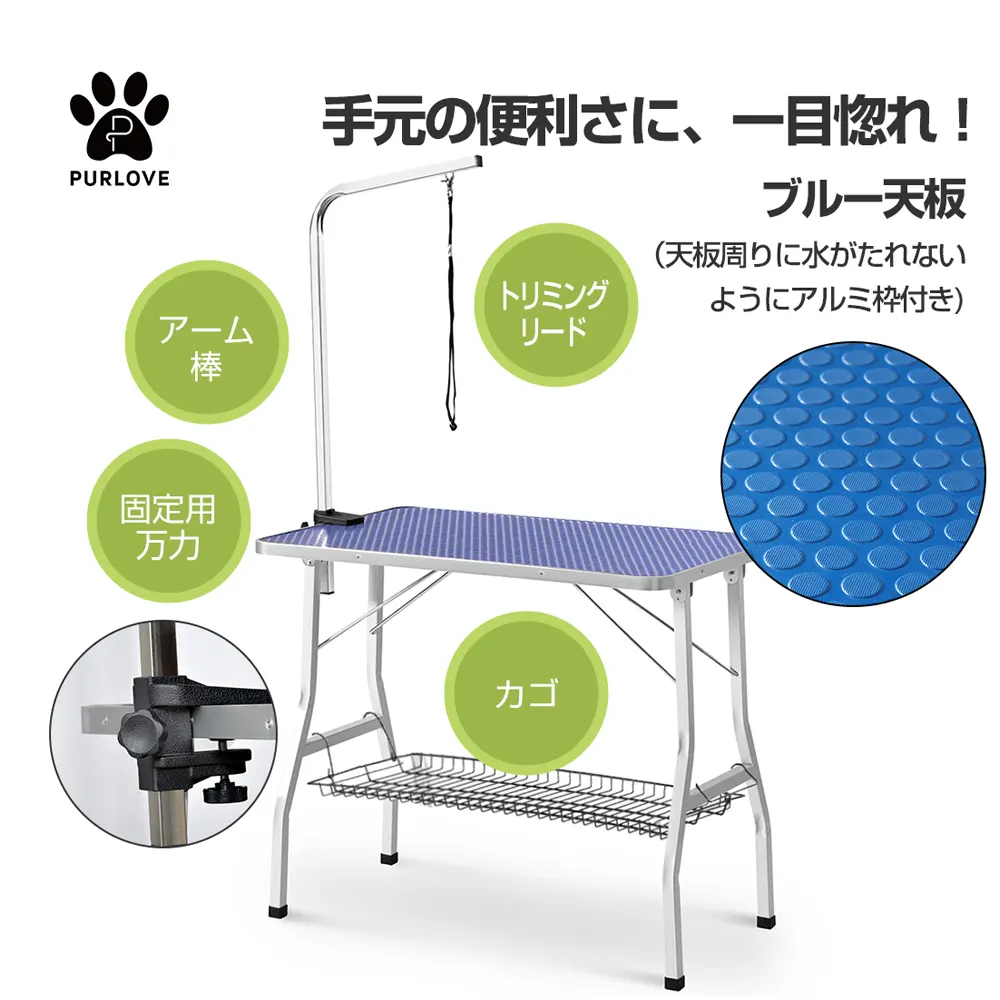 PURLOVE
手元の便利さに、一目惚れ！
ブルー天板
（天板周りに水がたれない
ようにアルミ枠付き)
トリミング
リード
アーム
棒
固定用
万力
カゴ